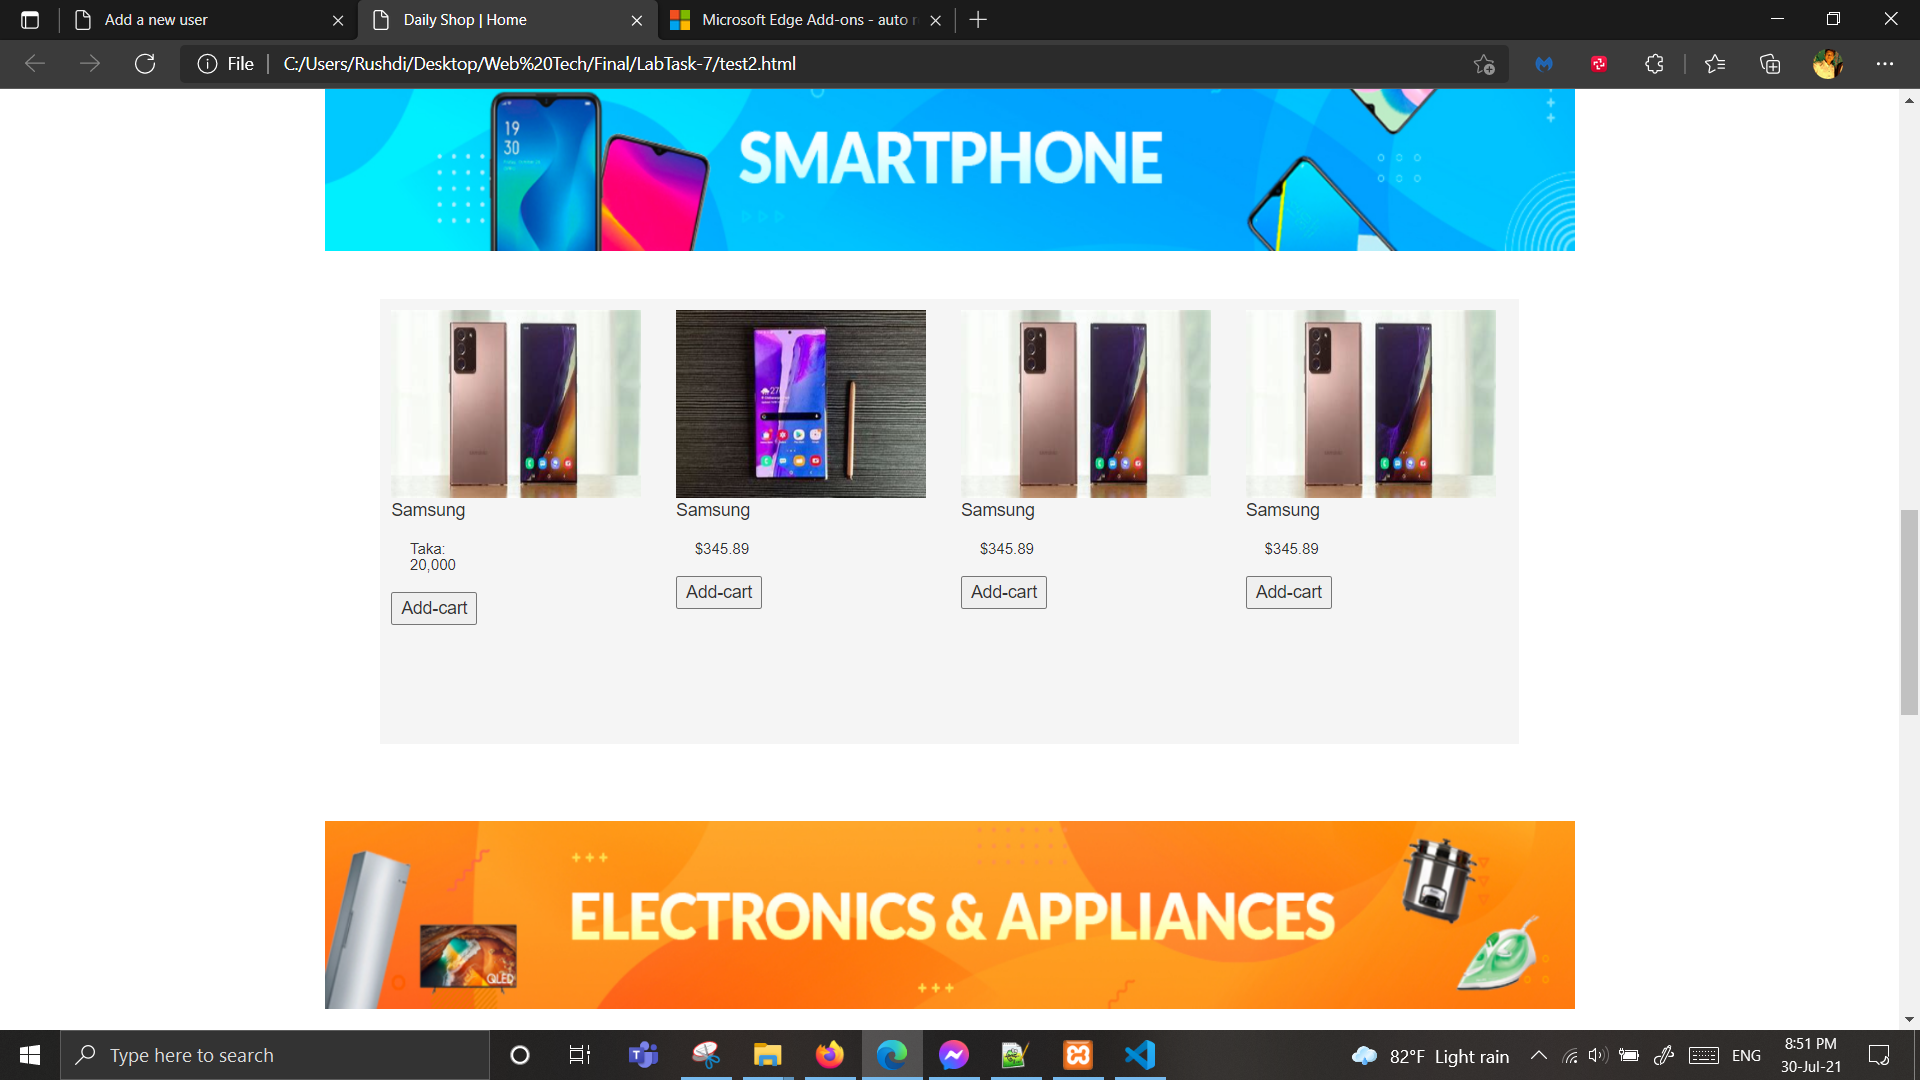 Add a new user
Daily Shop | Home
Microsoft Edge Add-ons - auto r
File
C:/Users/Rushdi/Desktop/Web%20Tech/Final/LabTask-7/test2.html
19
30
SMARTPHONE
Samsung
Samsung
Samsung
Samsung
Taka:
20,000
$345.89
$345.89
$345.89
Add-cart
Add-cart
Add-cart
Add-cart
ELECTRONICS & APPLIANCES
QLED
Type here to search
82°F Light rain
ENG
8:51 PM
30-Jul-21